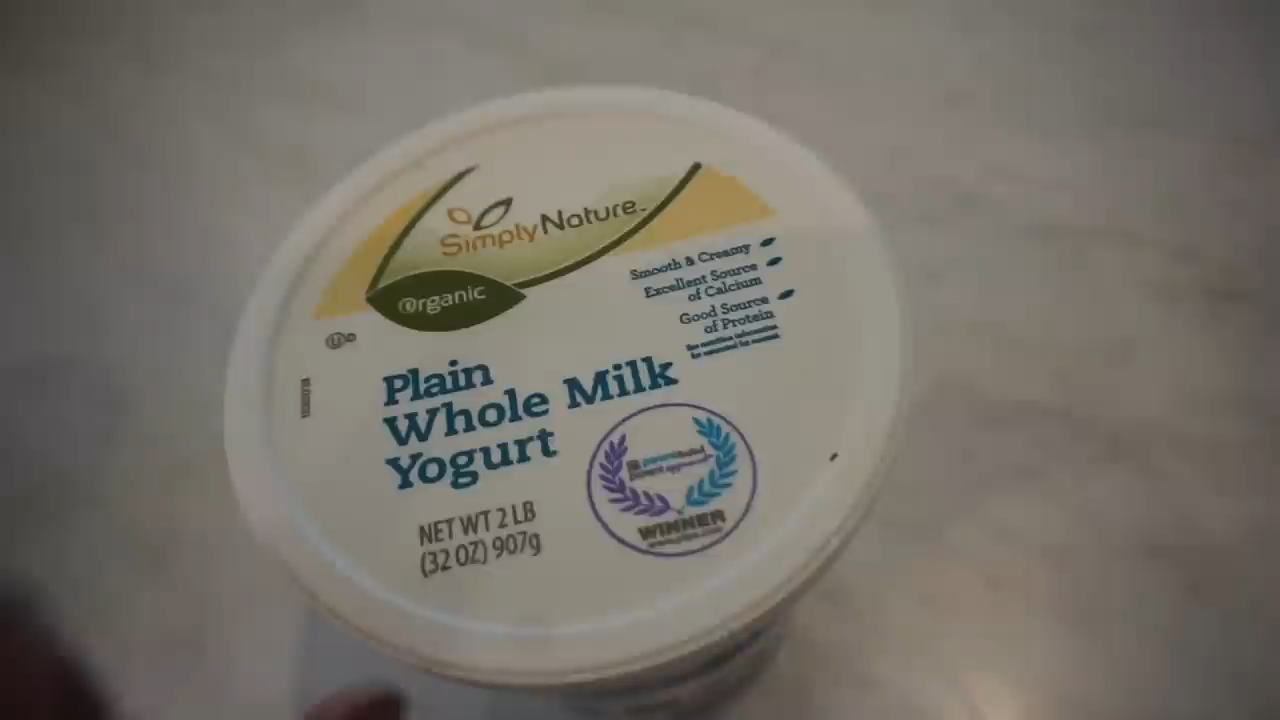 SimplyNature™
Organic
Smooth & Creamy
Excellent Source
of Calcium
Good Source
of Protein
Plain
Whole Milk
Yogurt
NET WT 2 LB
(32 OZ) 907g
WINNER